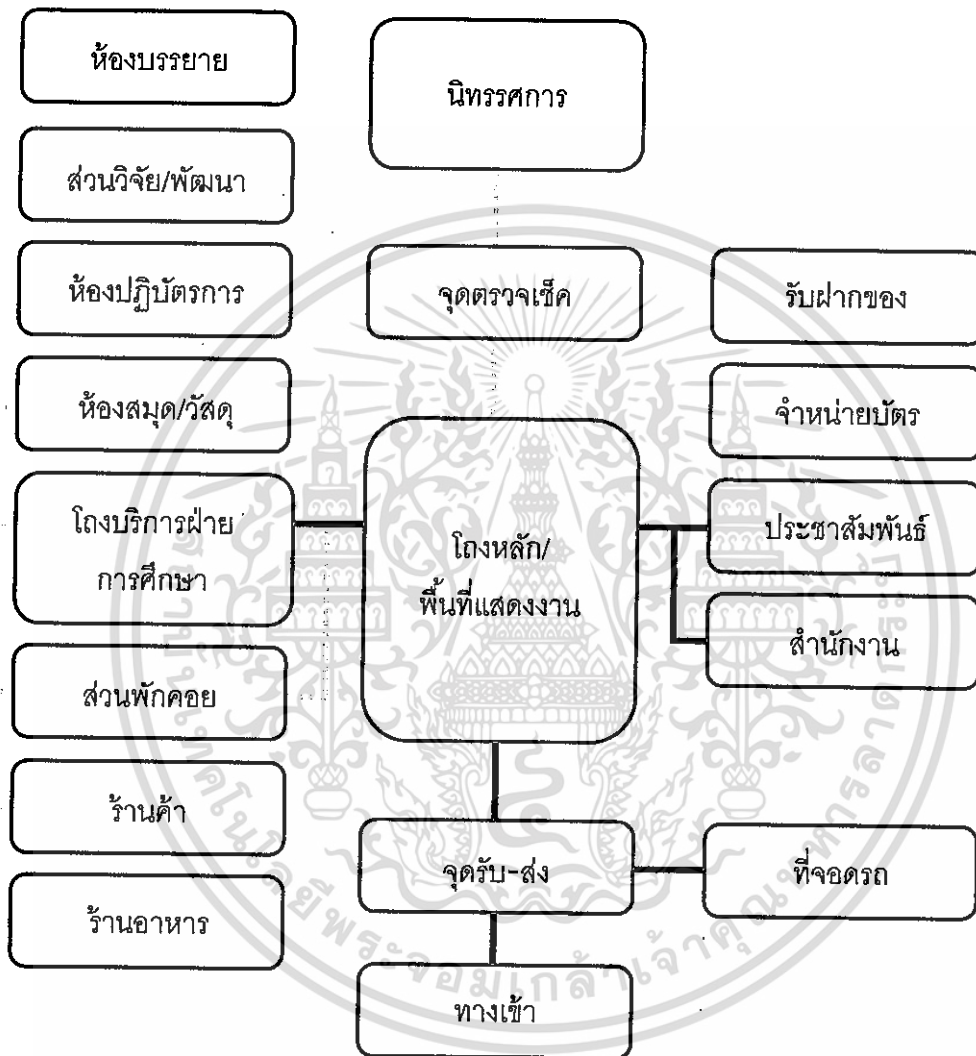 ห้องบรรยาย
นิทรรศการ
ส่วนวิจัย/พัฒนา
ห้องปฏิบัตรการ
จุดตรวจเช็ค
รับฝากของ
ห้องสมุด/วัสดุ
จำหน่ายบัตร
โถงบริการฝ่าย
การศึกษา
โถงหลัก/
พื้นที่แสดงงาน
ประชาสัมพันธ์
สำนักงาน
ส่วนพักคอย
ร้านค้า
จุดรับ-ส่ง
ที่จอดรถ
ร้านอาหาร
ทางเข้า